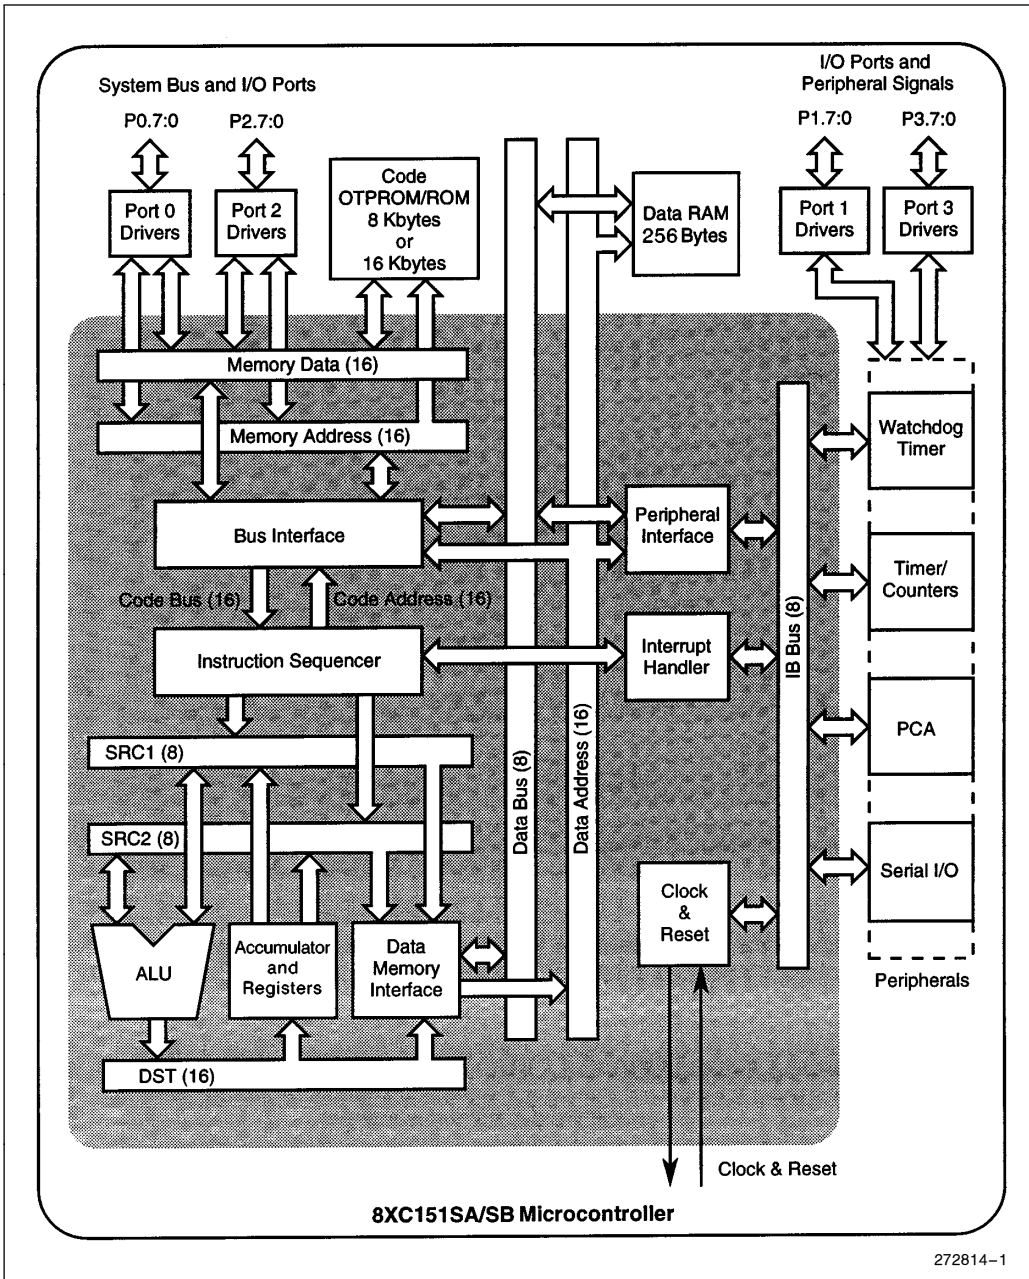 System Bus and I/O Ports
I/O Ports and
Peripheral Signals
P0.7:0
P2.7:0
P1.7:0
P3.7:0
Port 0
Drivers
Port 2
Drivers
Code
OTPROM/ROM
8 Kbytes
or
16 Kbytes
Data RAM
256 Bytes
Port 1
Drivers
Port 3
Drivers
Memory Data (16)
Memory Address (16)
Bus Interface
Code Bus (16)
Code Address (16)
Instruction Sequencer
SRC1 (8)
SRC2 (8)
ALU
Accumulator
and
Registers
Data
Memory
Interface
DST (16)
Data Bus (8)
Data Address (16)
Peripheral
Interface
Interrupt
Handler
Clock
&
Reset
IB Bus (8)
Watchdog
Timer
Timer/
Counters
PCA
Serial I/O
Peripherals
Clock & Reset
8XC151SA/SB Microcontroller
272814–1